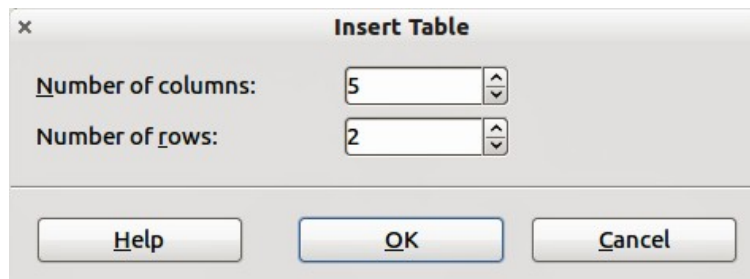 Insert Table
Number of columns: 5
Number of rows: 2
Help OK Cancel